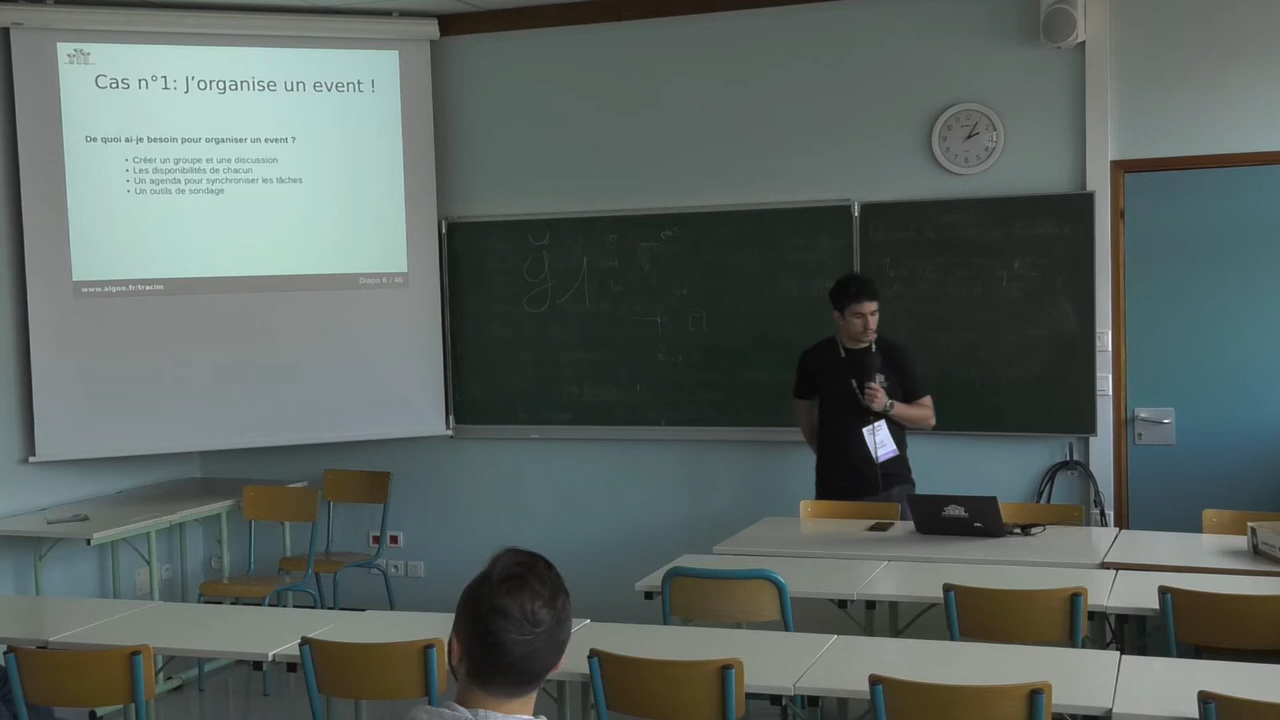 Cas n°1: J'organise un event !
De quoi ai-je besoin pour organiser un event ?
• Créer un groupe et une discussion
• Les disponibilités de chacun
• Un agenda pour synchroniser les tâches
• Un outils de sondage
www.algoo.fr/tracim
Diapo 6 / 46